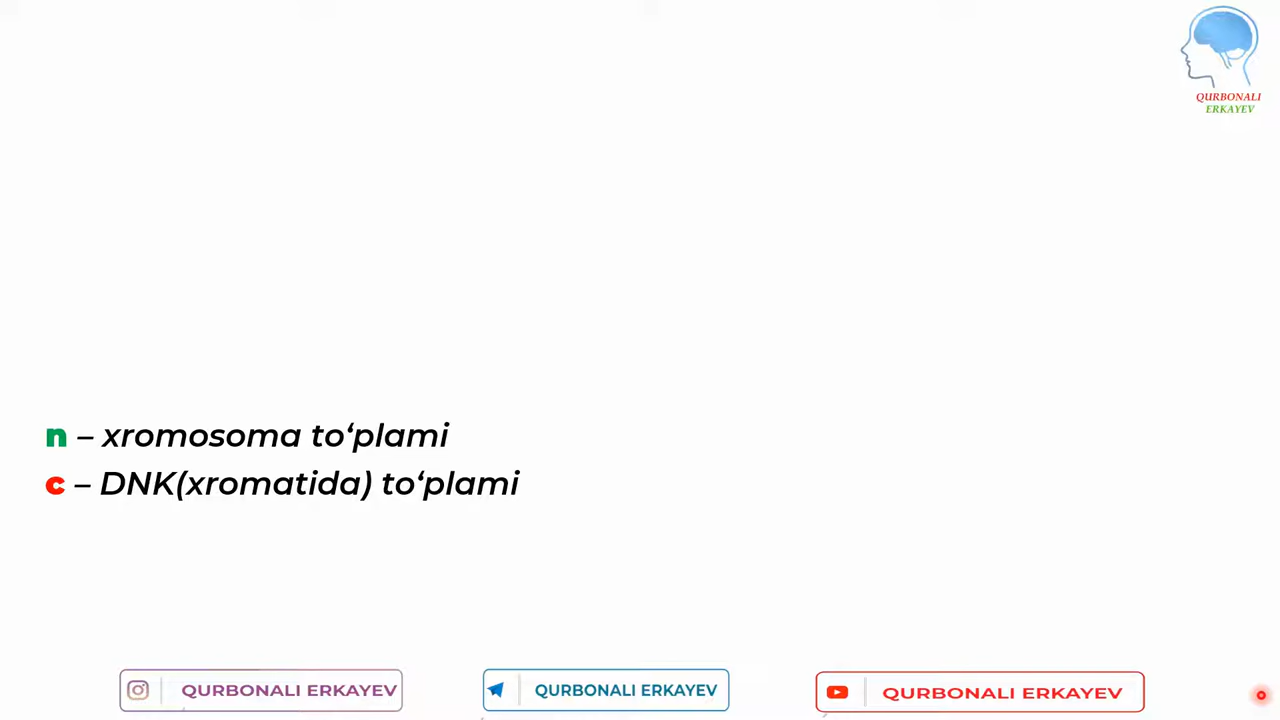 QURBONALI
ERKAYEV
n – xromosoma to‘plami
c – DNK(xromatida) to‘plami
QURBONALI ERKAYEV
QURBONALI ERKAYEV
QURBONALI ERKAYEV